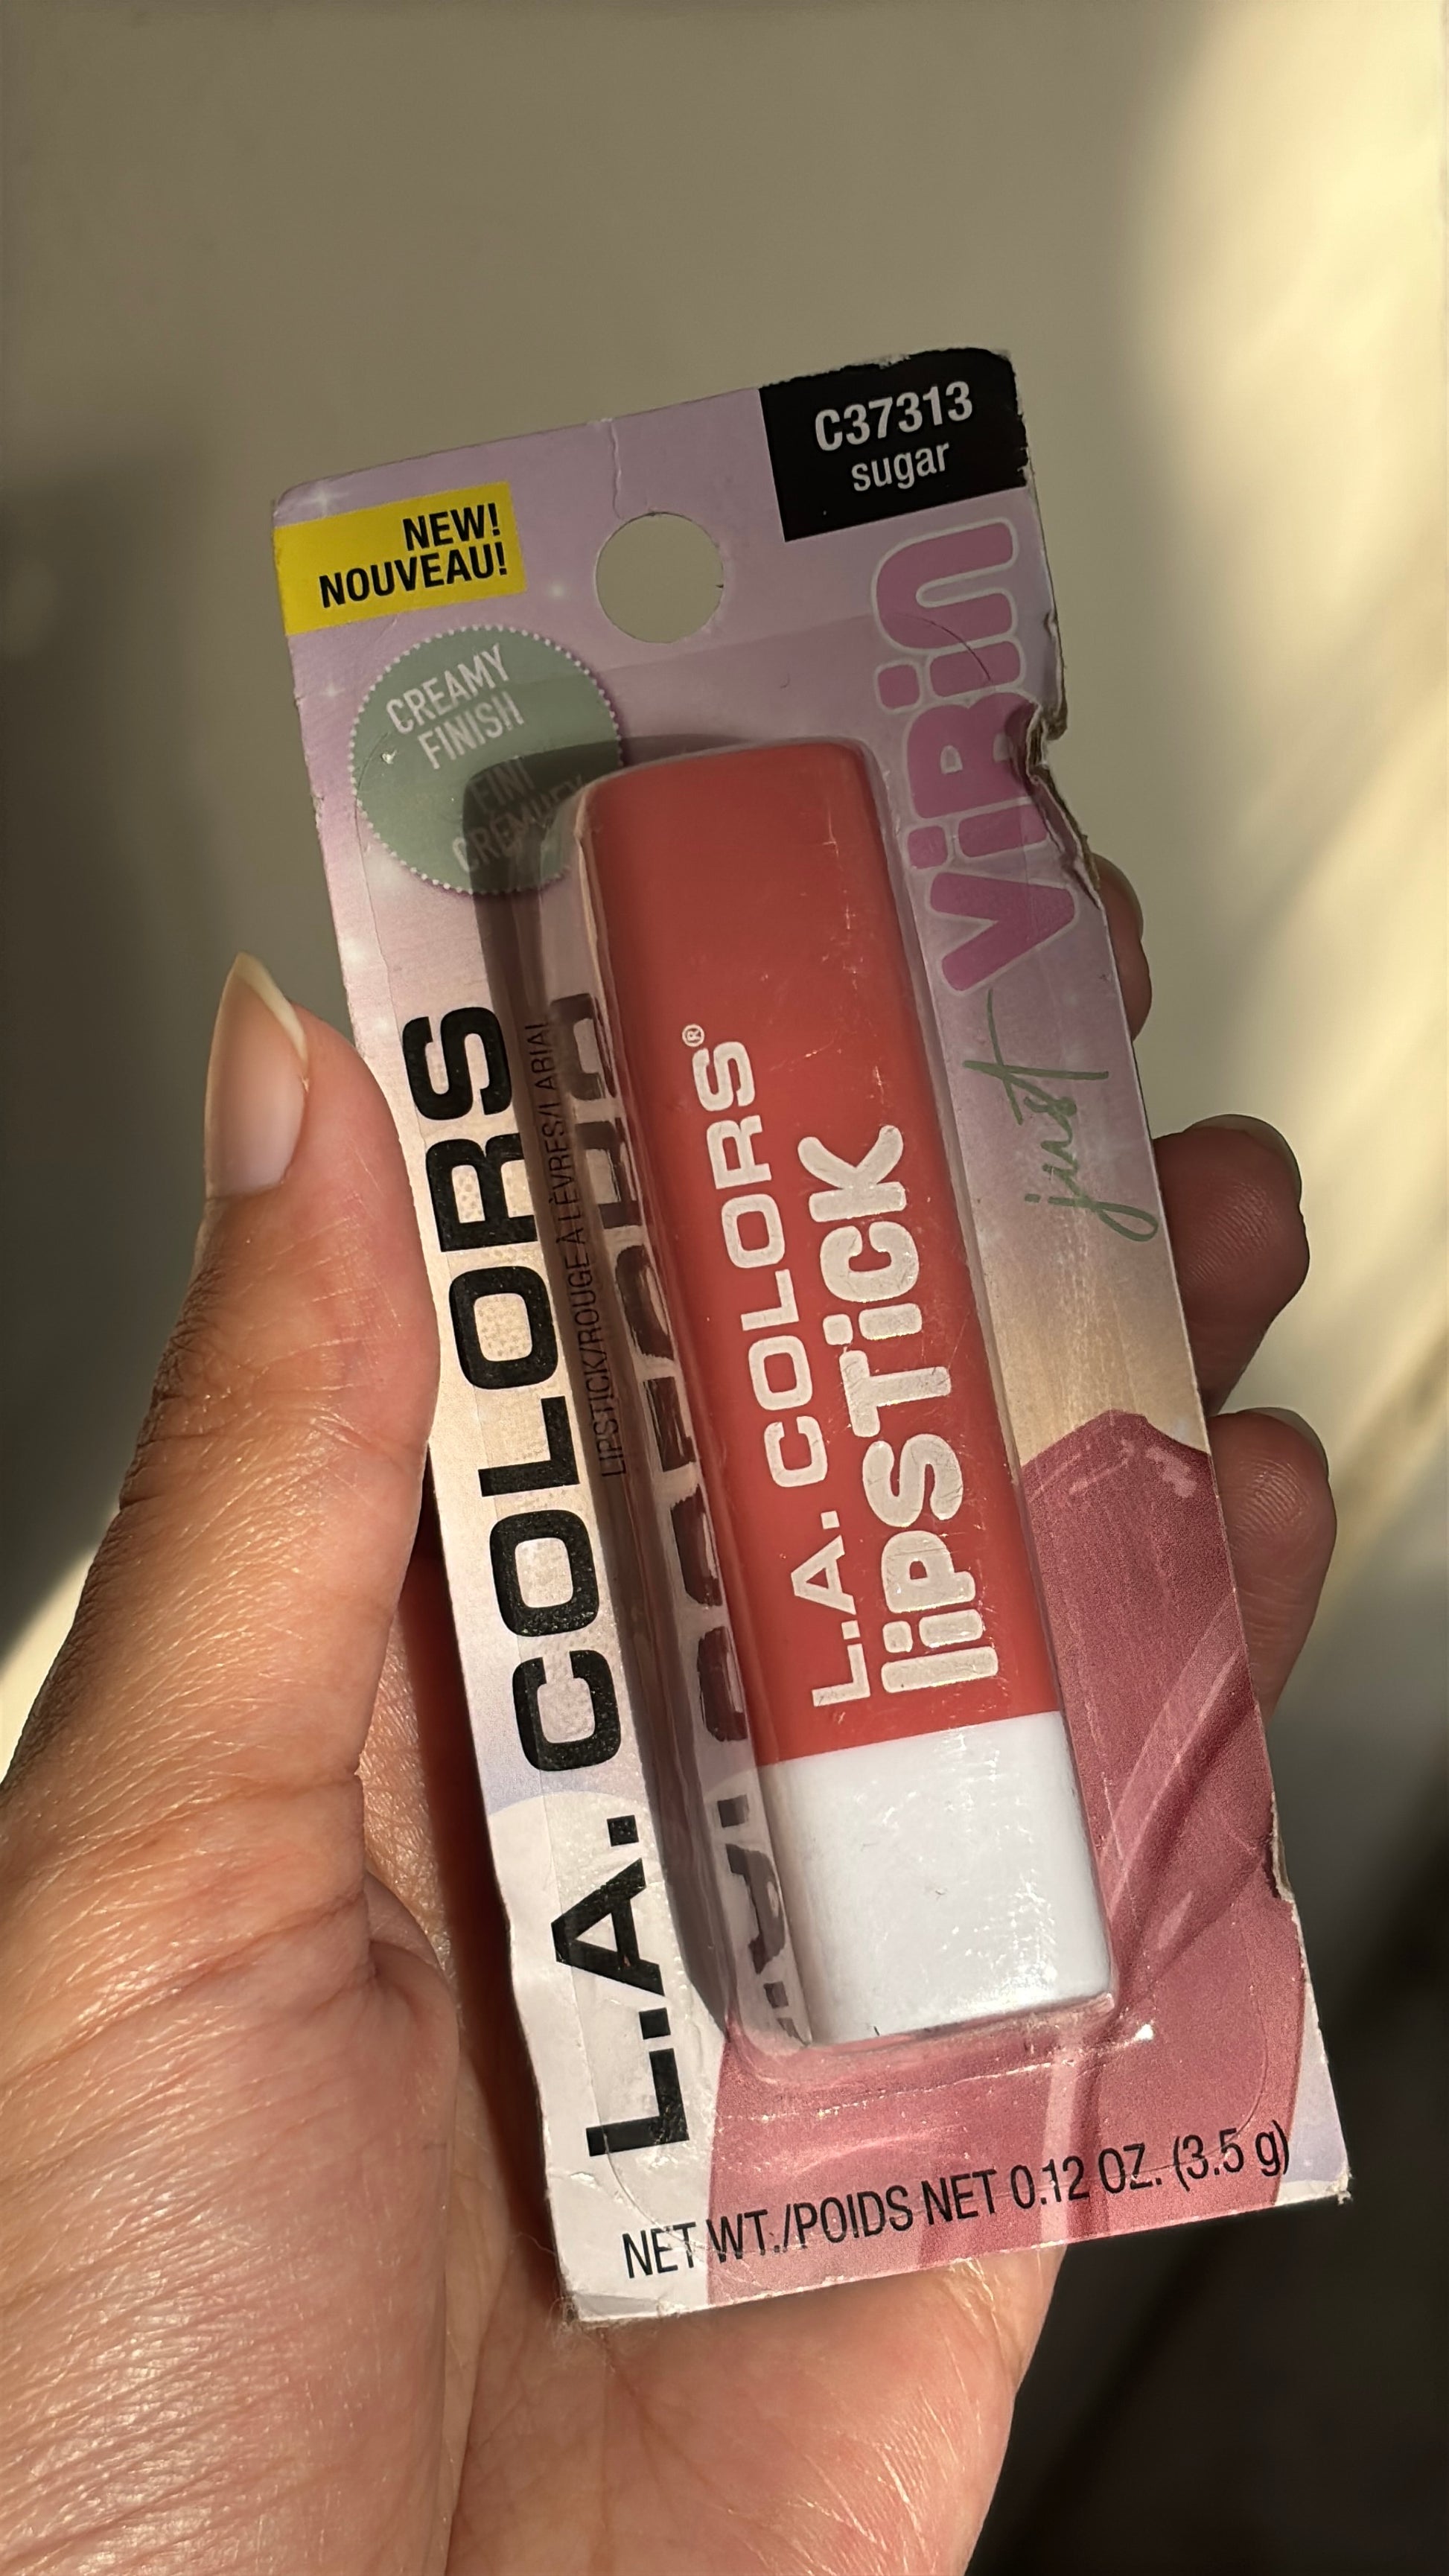 C37313
sugar
NEW!
NOUVEAU!
CREAMY
FINISH
FINI
CRÉMUEX
just
ViBin
L.A. COLORS
LIPSTICK/ROUGE À LÈVRES/LABIAL
L.A. COLORS®
lipSTiCK
NET WT./POIDS NET 0.12 OZ. (3.5 g)